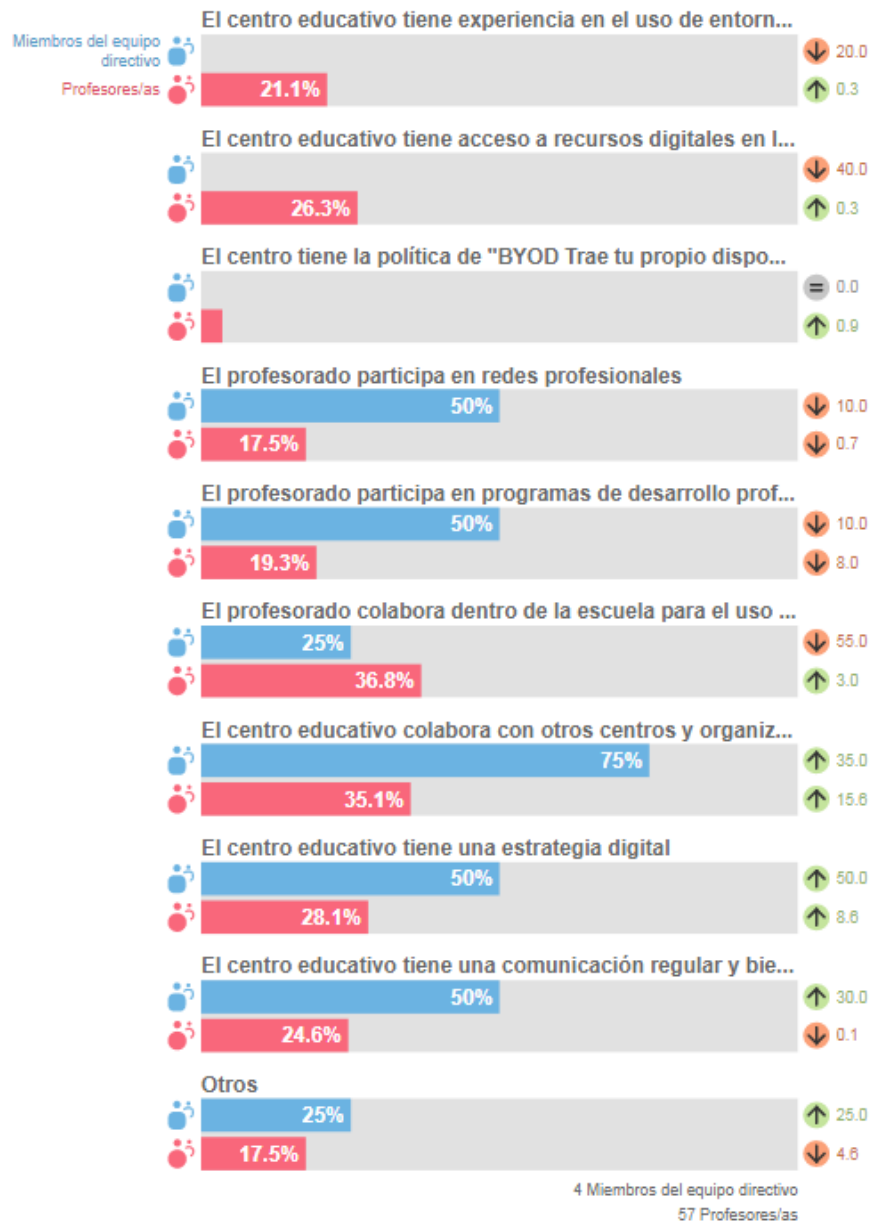 El centro educativo tiene experiencia en el uso de entorn...
Miembros del equipo
directivo
20.0
Profesores/as
21.1%
0.3
El centro educativo tiene acceso a recursos digitales en l...
40.0
26.3%
0.3
El centro tiene la política de "BYOD Trae tu propio dispo...
0.0
0.9
El profesorado participa en redes profesionales
50%
10.0
17.5%
0.7
El profesorado participa en programas de desarrollo prof...
50%
10.0
19.3%
8.0
El profesorado colabora dentro de la escuela para el uso ...
25%
55.0
36.8%
3.0
El centro educativo colabora con otros centros y organiz...
75%
35.0
35.1%
15.6
El centro educativo tiene una estrategia digital
50%
50.0
28.1%
8.6
El centro educativo tiene una comunicación regular y bie...
50%
30.0
24.6%
0.1
Otros
25%
25.0
17.5%
4.6
4 Miembros del equipo directivo
57 Profesores/as